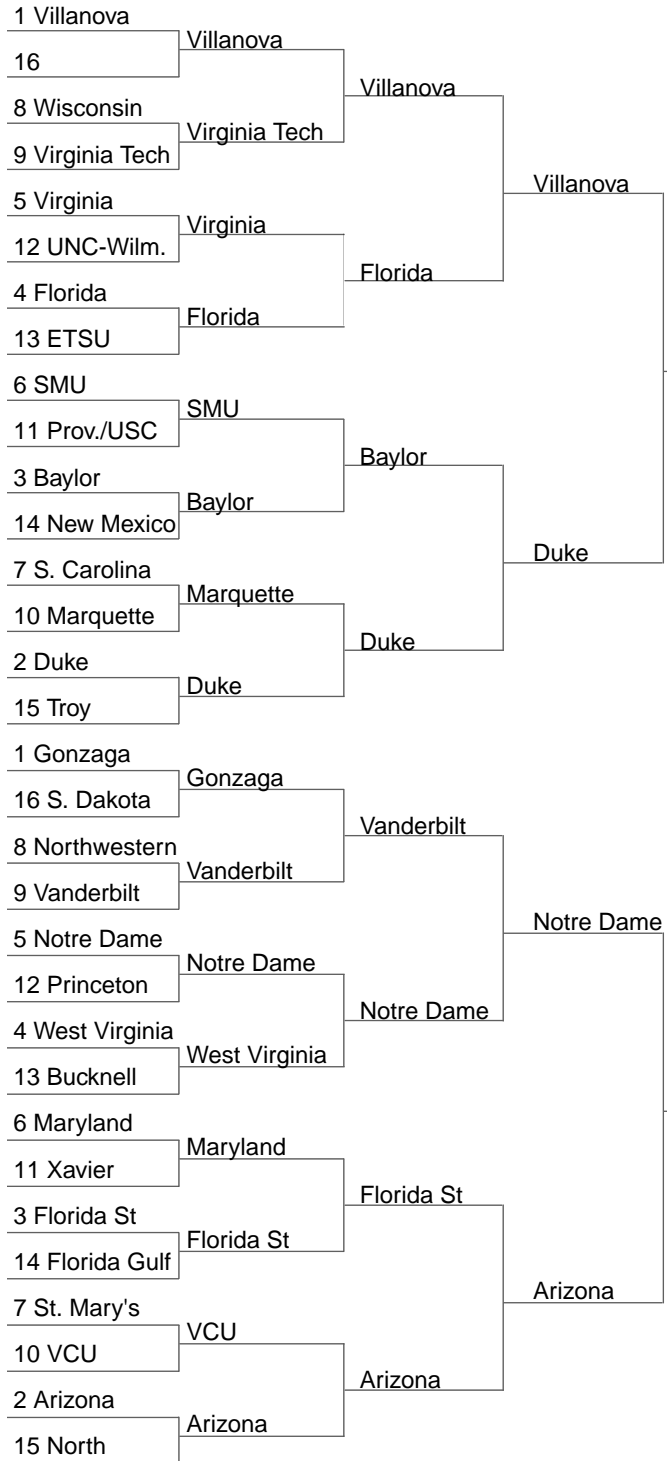 1 Villanova
16
8 Wisconsin
9 Virginia Tech
5 Virginia
12 UNC-Wilm.
4 Florida
13 ETSU
6 SMU
11 Prov./USC
3 Baylor
14 New Mexico
7 S. Carolina
10 Marquette
2 Duke
15 Troy
1 Gonzaga
16 S. Dakota
8 Northwestern
9 Vanderbilt
5 Notre Dame
12 Princeton
4 West Virginia
13 Bucknell
6 Maryland
11 Xavier
3 Florida St
14 Florida Gulf
7 St. Mary's
10 VCU
2 Arizona
15 North
Villanova
Virginia Tech
Virginia
Florida
SMU
Baylor
Marquette
Duke
Gonzaga
Vanderbilt
Notre Dame
West Virginia
Maryland
Florida St
VCU
Arizona
Villanova
Florida
Baylor
Duke
Vanderbilt
Notre Dame
Florida St
Arizona
Villanova
Duke
Notre Dame
Arizona